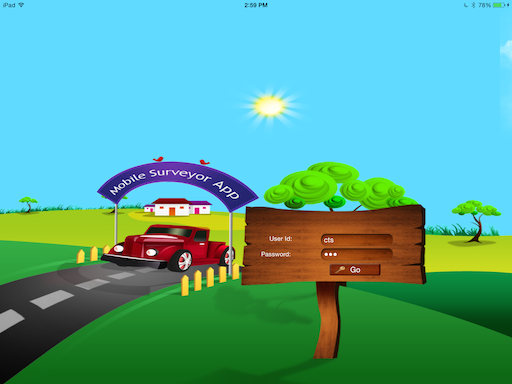 iPad
2:59 PM
78%
Mobile Surveyor App
User Id: cts
Password: •••
Go